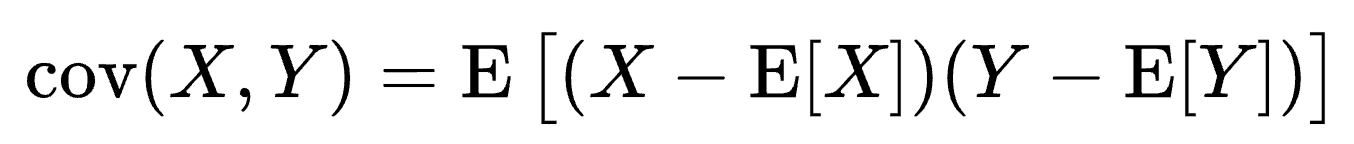 cov(X, Y) = E [(X − E[X])(Y − E[Y])]